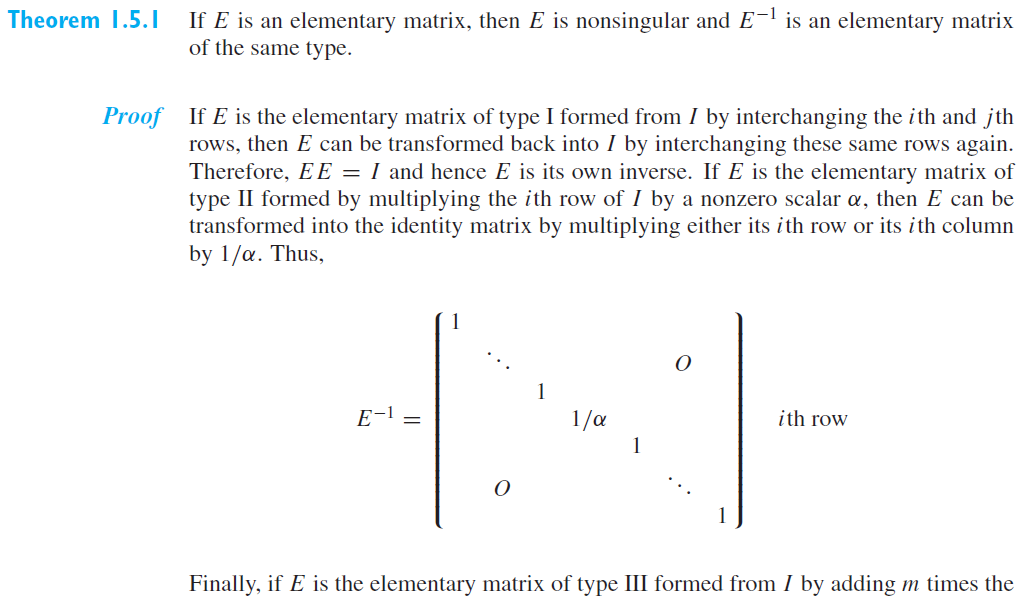 Theorem 1.5.1 If E is an elementary matrix, then E is nonsingular and E⁻¹ is an elementary matrix
of the same type.
Proof If E is the elementary matrix of type I formed from I by interchanging the ith and jth
rows, then E can be transformed back into I by interchanging these same rows again.
Therefore, EE = I and hence E is its own inverse. If E is the elementary matrix of
type II formed by multiplying the ith row of I by a nonzero scalar α, then E can be
transformed into the identity matrix by multiplying either its ith row or its ith column
by 1/α. Thus,
1
⋱ O
1
E⁻¹ = 1/α ith row
1
O ⋱
1
Finally, if E is the elementary matrix of type III formed from I by adding m times the